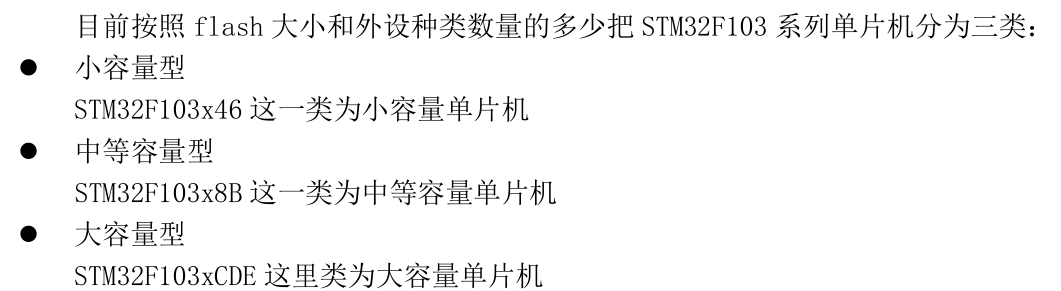 目前按照 flash 大小和外设种类数量的多少把 STM32F103 系列单片机分为三类：
● 小容量型
STM32F103x46 这一类为小容量单片机
● 中等容量型
STM32F103x8B 这一类为中等容量单片机
● 大容量型
STM32F103xCDE 这里类为大容量单片机